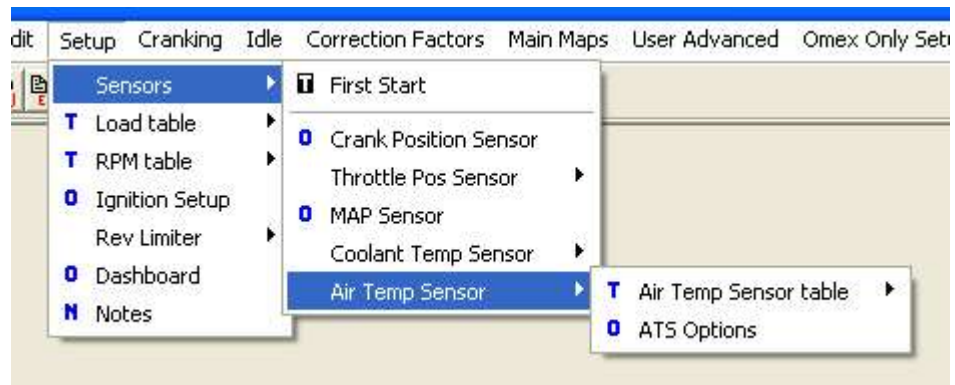 dit Setup Cranking Idle Correction Factors Main Maps User Advanced Omex Only Set
E
Sensors
T Load table
T RPM table
O Ignition Setup
Rev Limiter
O Dashboard
N Notes
T First Start
O Crank Position Sensor
Throttle Pos Sensor
O MAP Sensor
Coolant Temp Sensor
Air Temp Sensor
T Air Temp Sensor table
O ATS Options